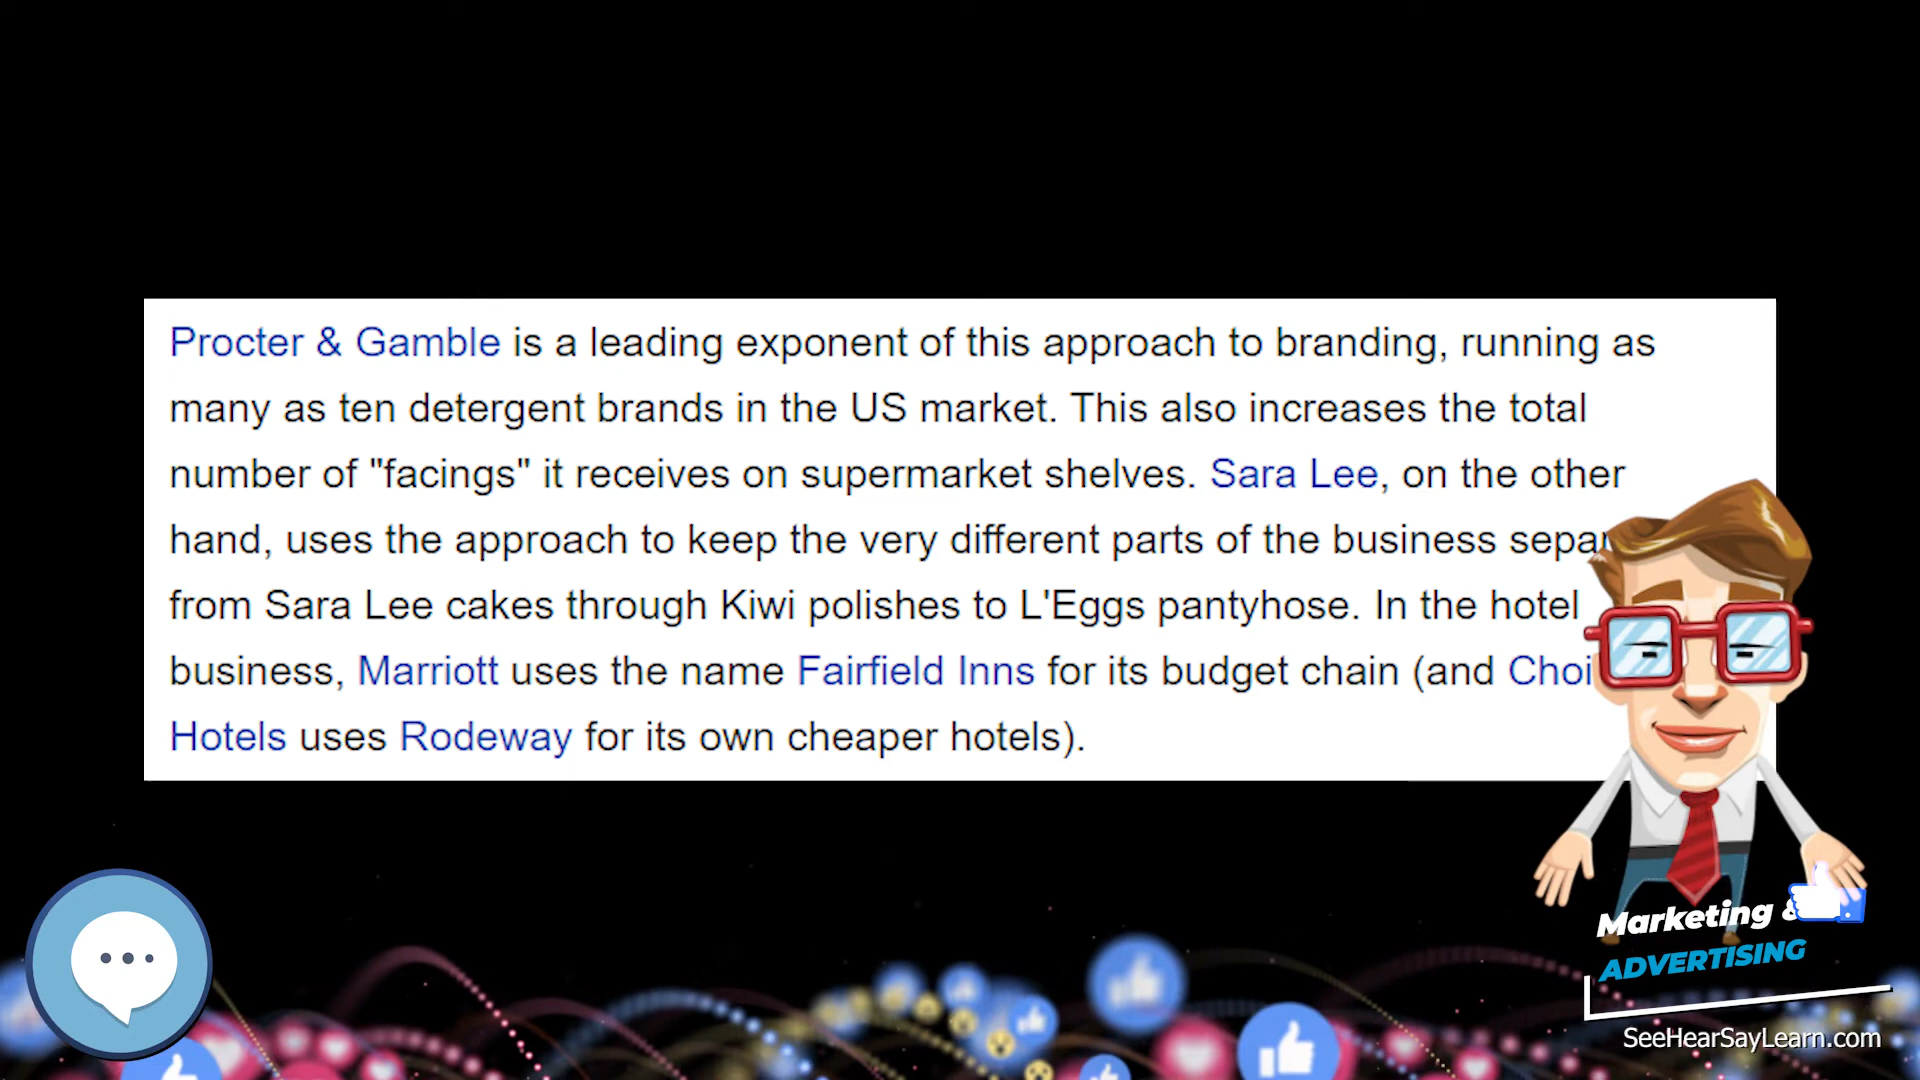 Procter & Gamble is a leading exponent of this approach to branding, running as
many as ten detergent brands in the US market. This also increases the total
number of "facings" it receives on supermarket shelves. Sara Lee, on the other
hand, uses the approach to keep the very different parts of the business
from Sara Lee cakes through Kiwi polishes to L'Eggs pantyhose. In the hotel
business, Marriott uses the name Fairfield Inns for its budget chain (and
Hotels uses Rodeway for its own cheaper hotels).
Marketing &
ADVERTISING
SeeHearSayLearn.com